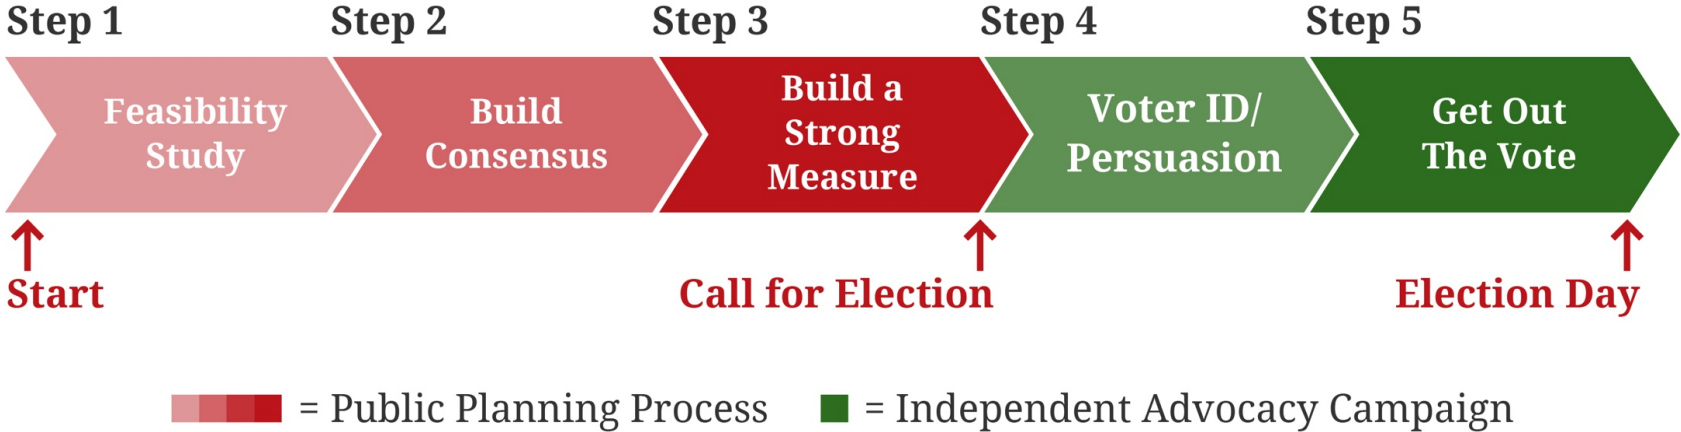 Step 1
Step 2
Step 3
Step 4
Step 5
Feasibility
Study
Build
Consensus
Build a
Strong
Measure
Voter ID/
Persuasion
Get Out
The Vote
Start
Call for Election
Election Day
= Public Planning Process
= Independent Advocacy Campaign